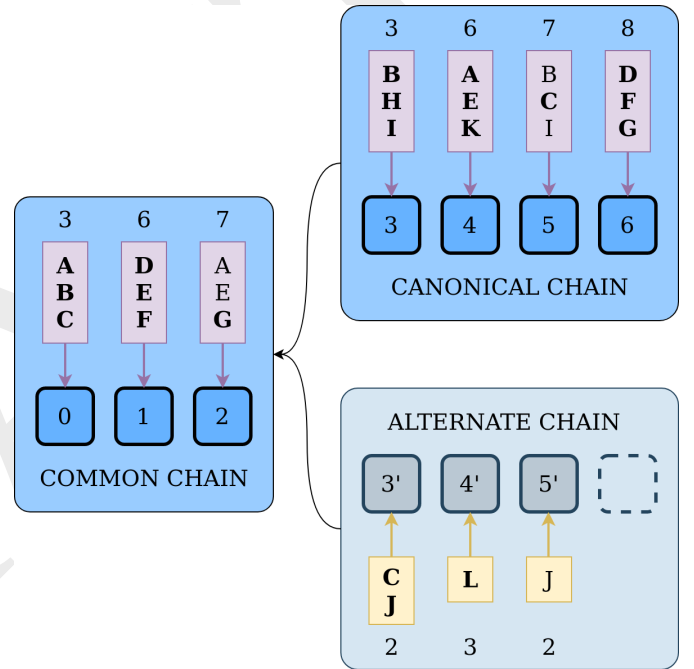 3 6 7 8
B A B D
H E C F
I K I G
3 4 5 6
CANONICAL CHAIN
3 6 7
A D A
B E E
C F G
0 1 2
COMMON CHAIN
ALTERNATE CHAIN
3' 4' 5'
C L J
J
2 3 2